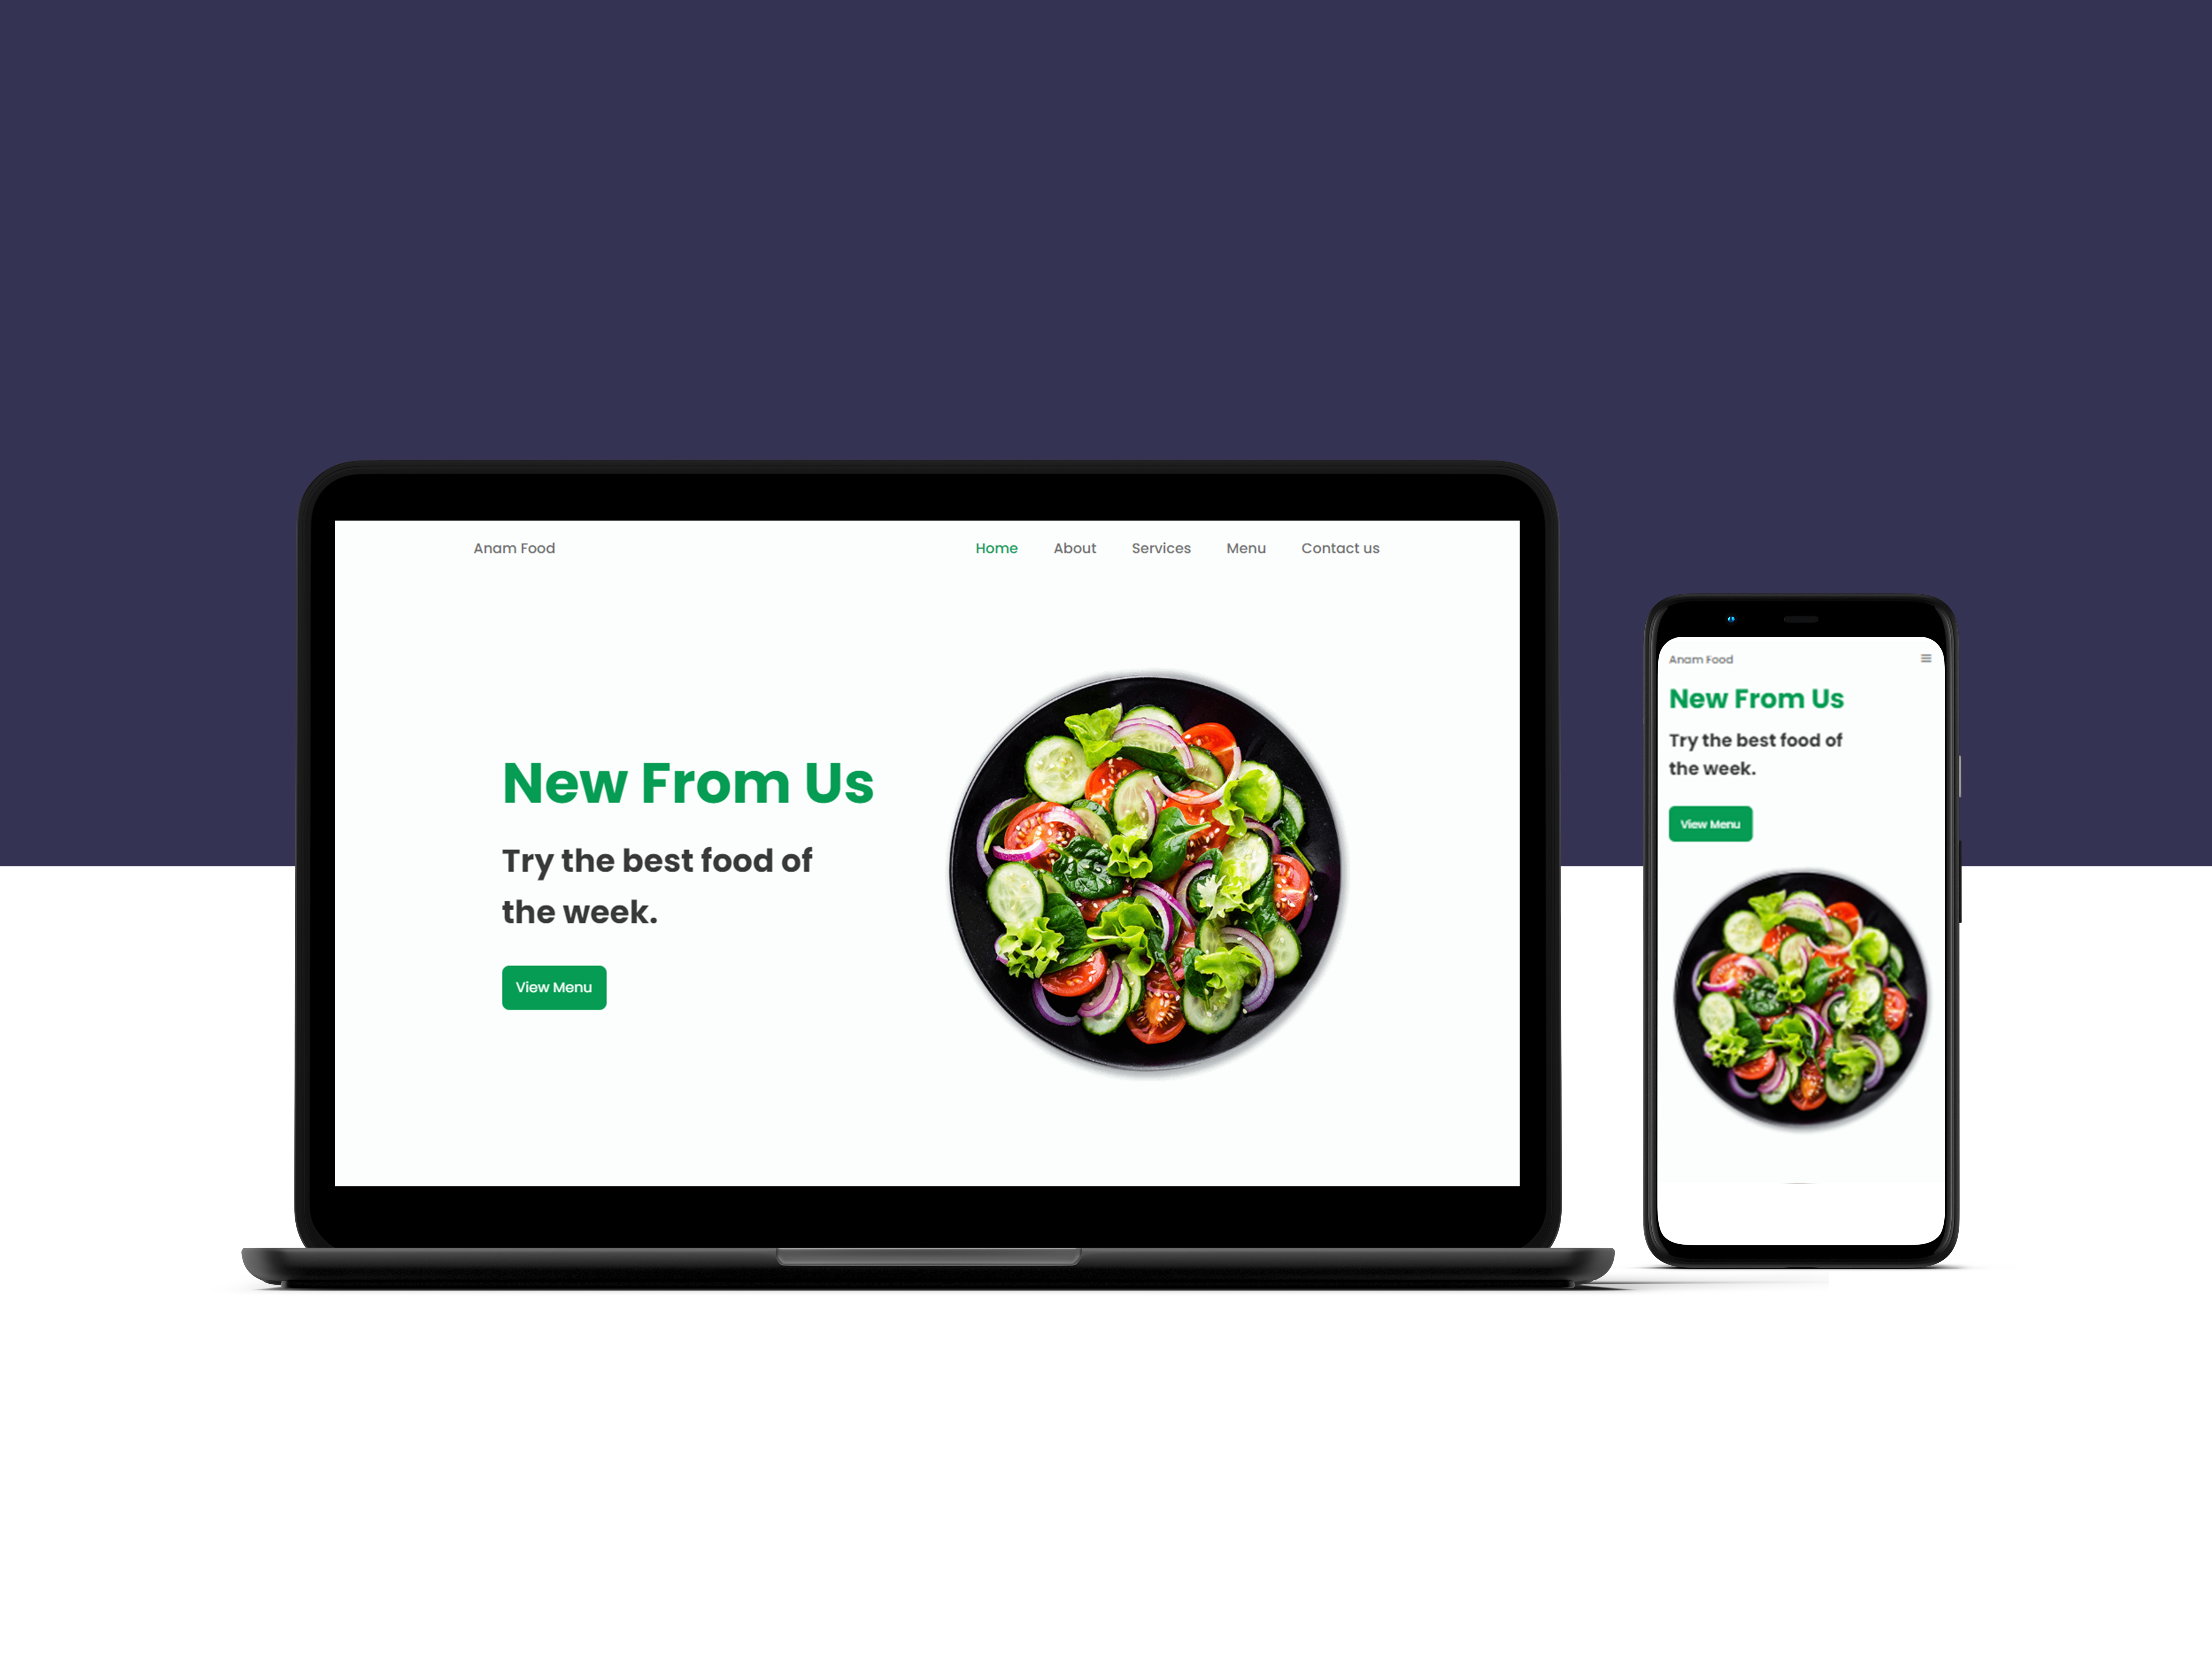 Anam Food
Home About Services Menu Contact us
New From Us
Try the best food of
the week.
View Menu
Anam Food
New From Us
Try the best food of
the week.
View Menu